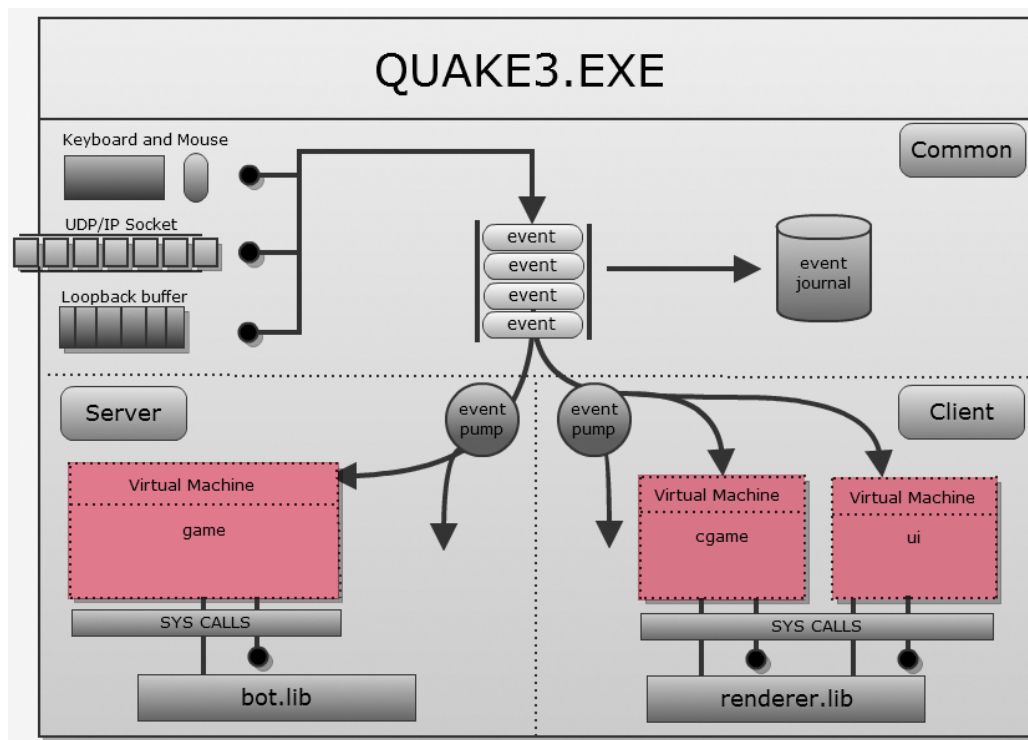 QUAKE3.EXE
Keyboard and Mouse
Common
UDP/IP Socket
Loopback buffer
event
event
event
event
event
journal
Server
event
pump
event
pump
Client
Virtual Machine
game
Virtual Machine
cgame
Virtual Machine
ui
SYS CALLS
SYS CALLS
bot.lib
renderer.lib